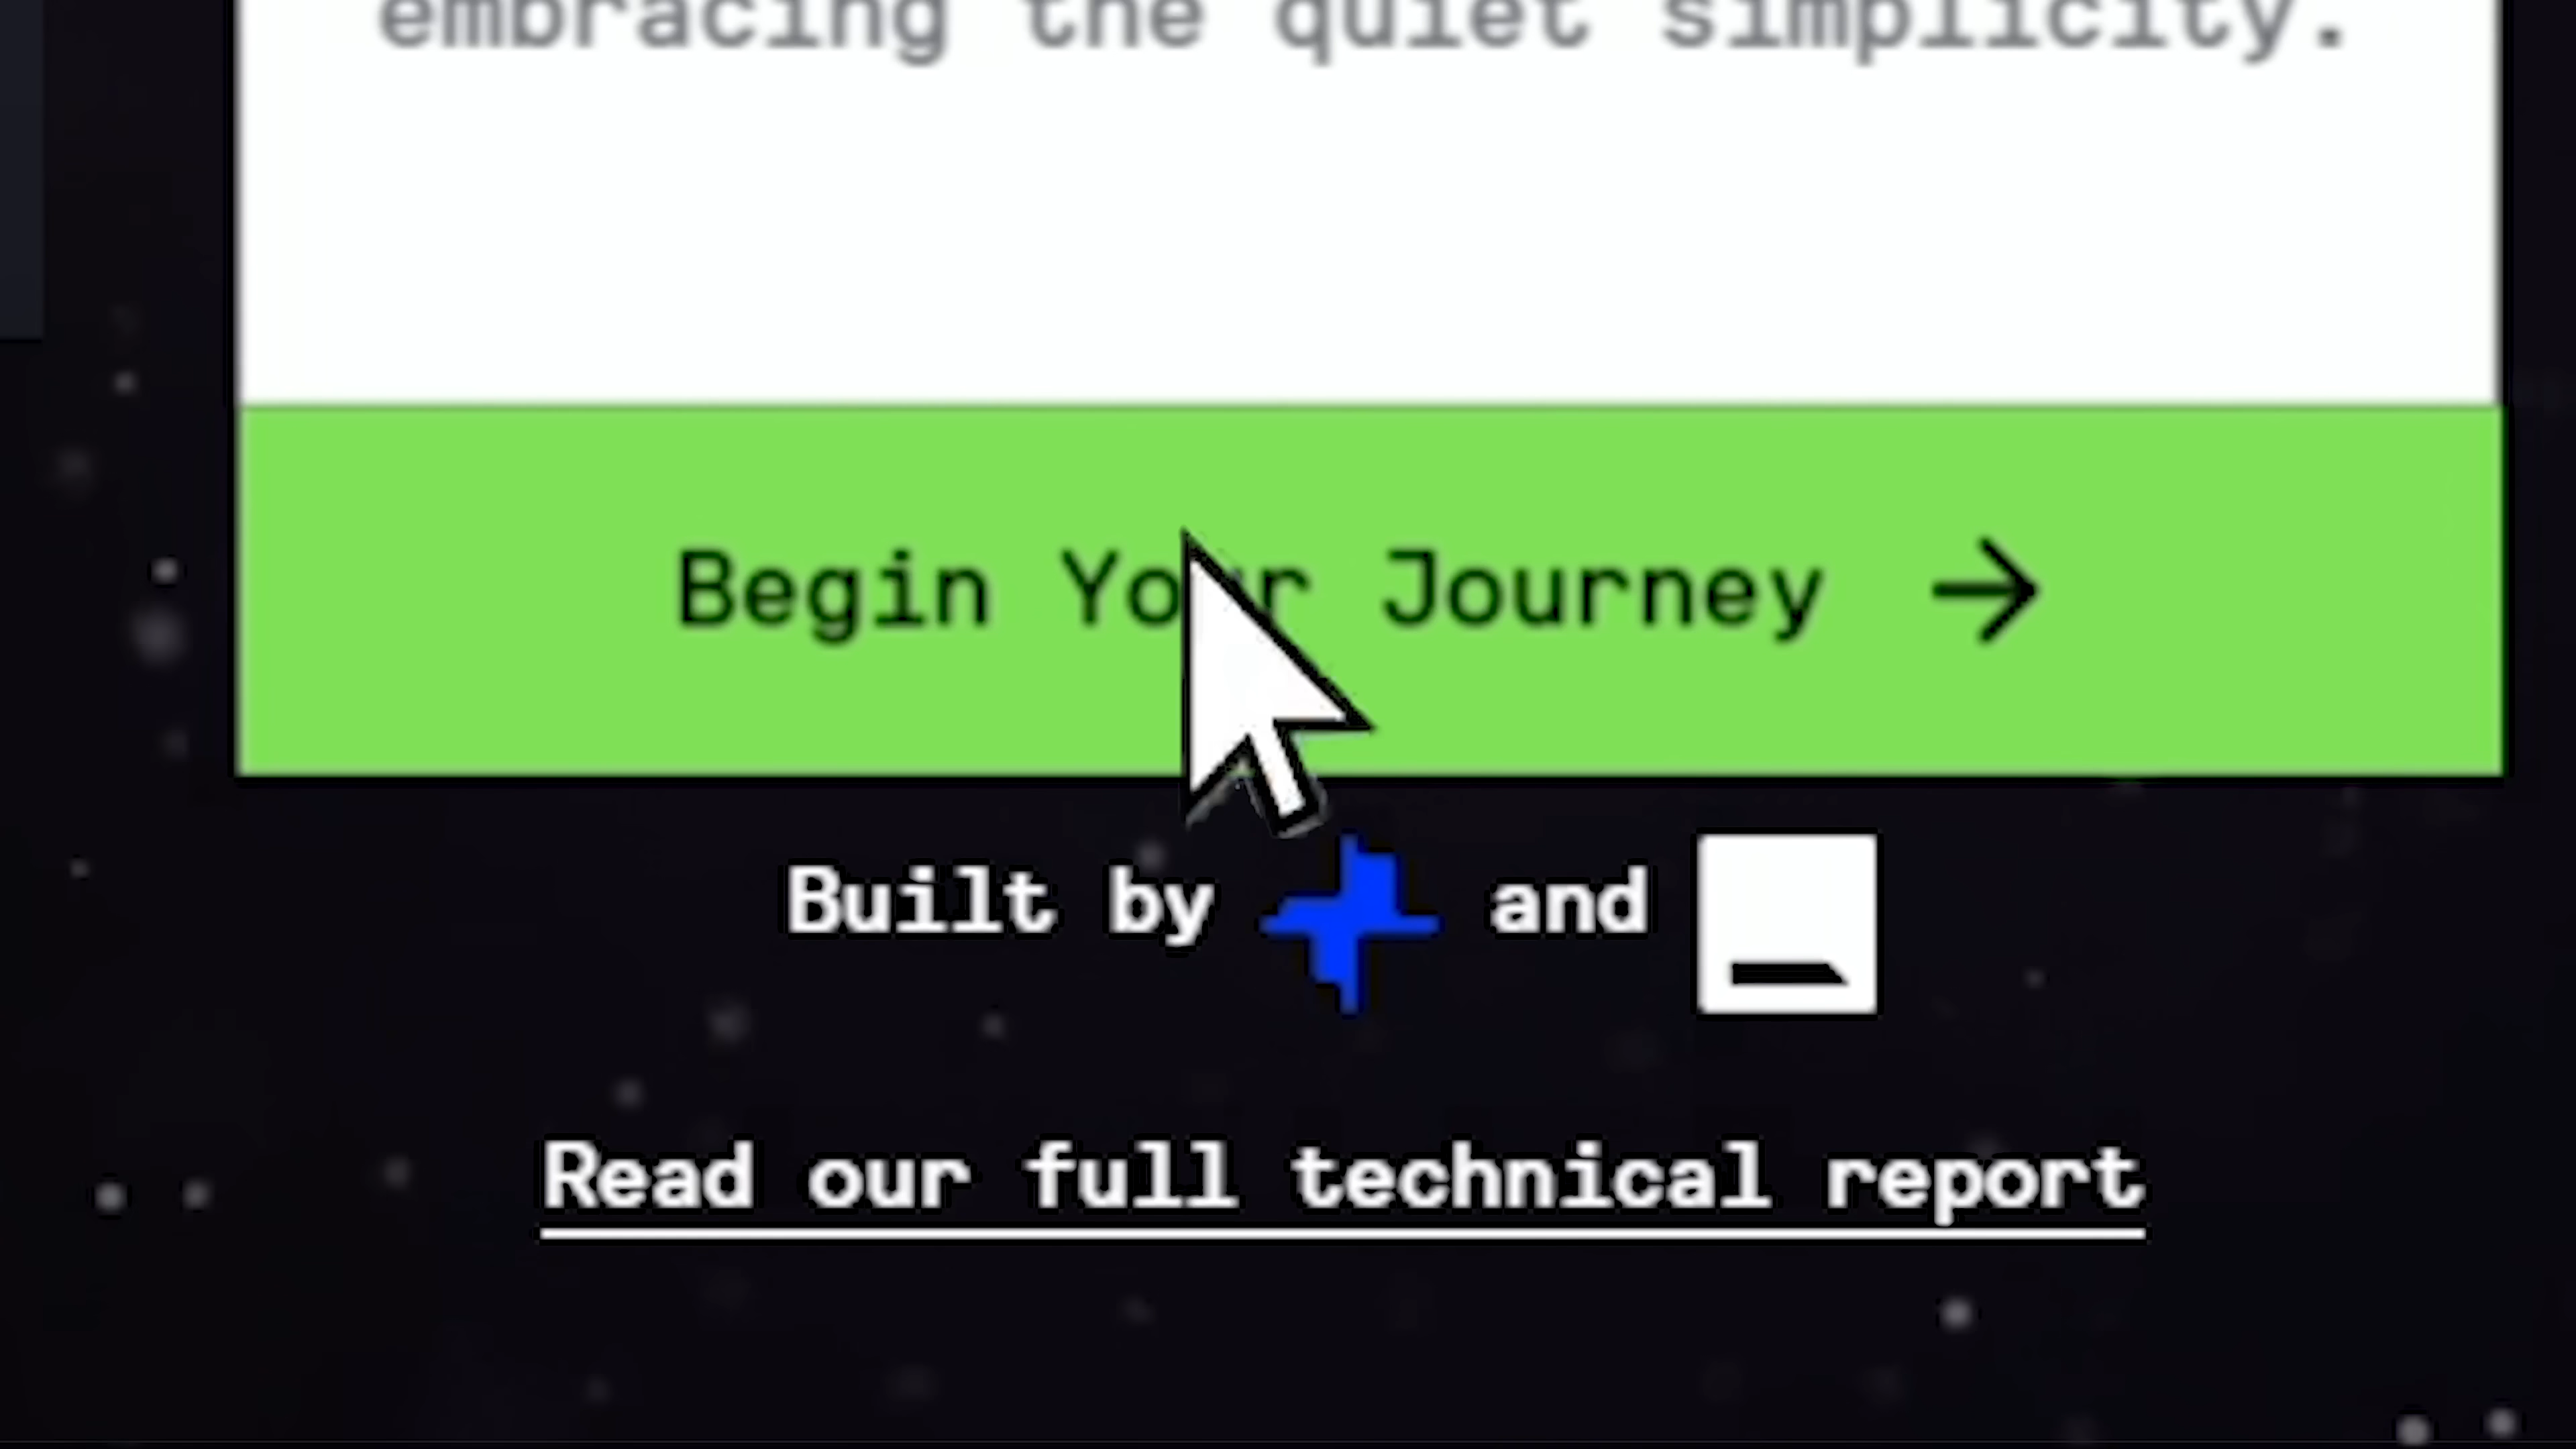 embracing the quiet simplicity.
Begin Your Journey →
Built by and
Read our full technical report